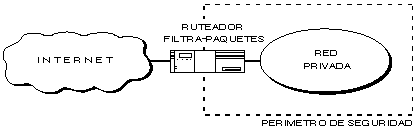 RUTEADOR
FILTRA-PAQUETES
INTERNET
RED
PRIVADA
PERIMETRO DE SEGURIDAD